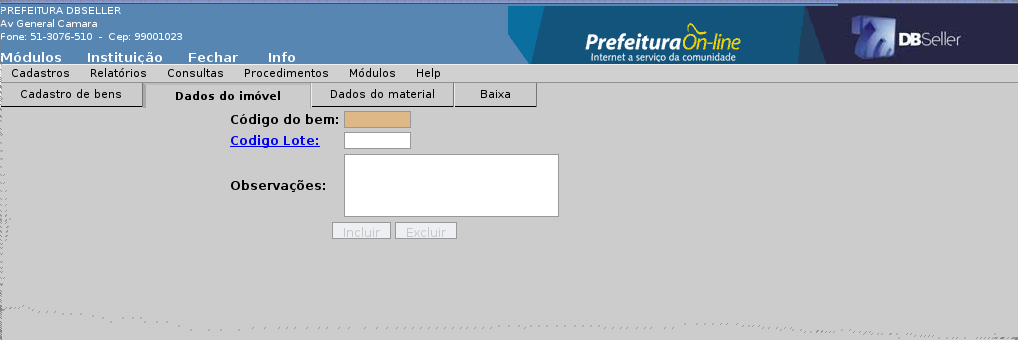 PREFEITURA DBSELLER
Av General Camara
Fone: 51-3076-510 - Cep: 99001023
Prefeitura On-line
Internet a serviço da comunidade
DBSeller
Módulos Instituição Fechar Info
Cadastros Relatórios Consultas Procedimentos Módulos Help
Cadastro de bens Dados do imóvel Dados do material Baixa
Código do bem:
Codigo Lote:
Observações:
Incluir Excluir